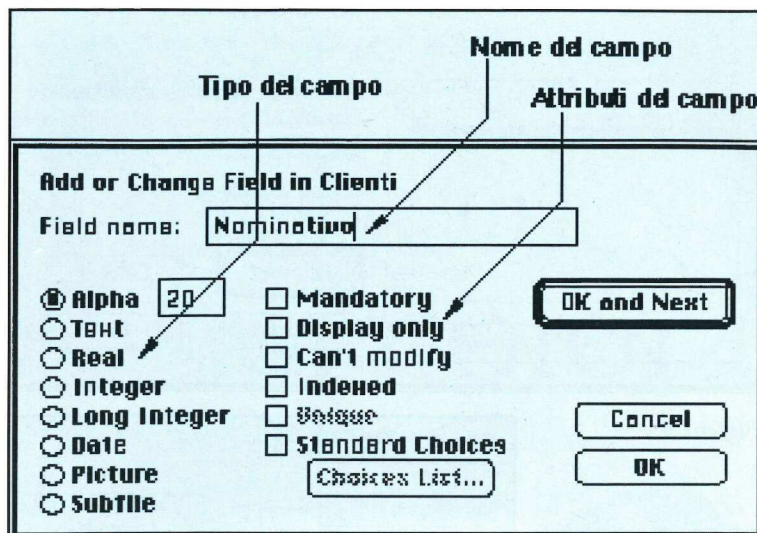 Nome del campo
Tipo del campo
Attributi del campo
Add or Change Field in Clienti
Field name: Nominativo
Alpha 20
Text
Real
Integer
Long Integer
Date
Picture
Subfile
Mandatory
Display only
Can't modify
Indexed
Unique
Standard Choices
Choices List...
OK and Next
Cancel
OK